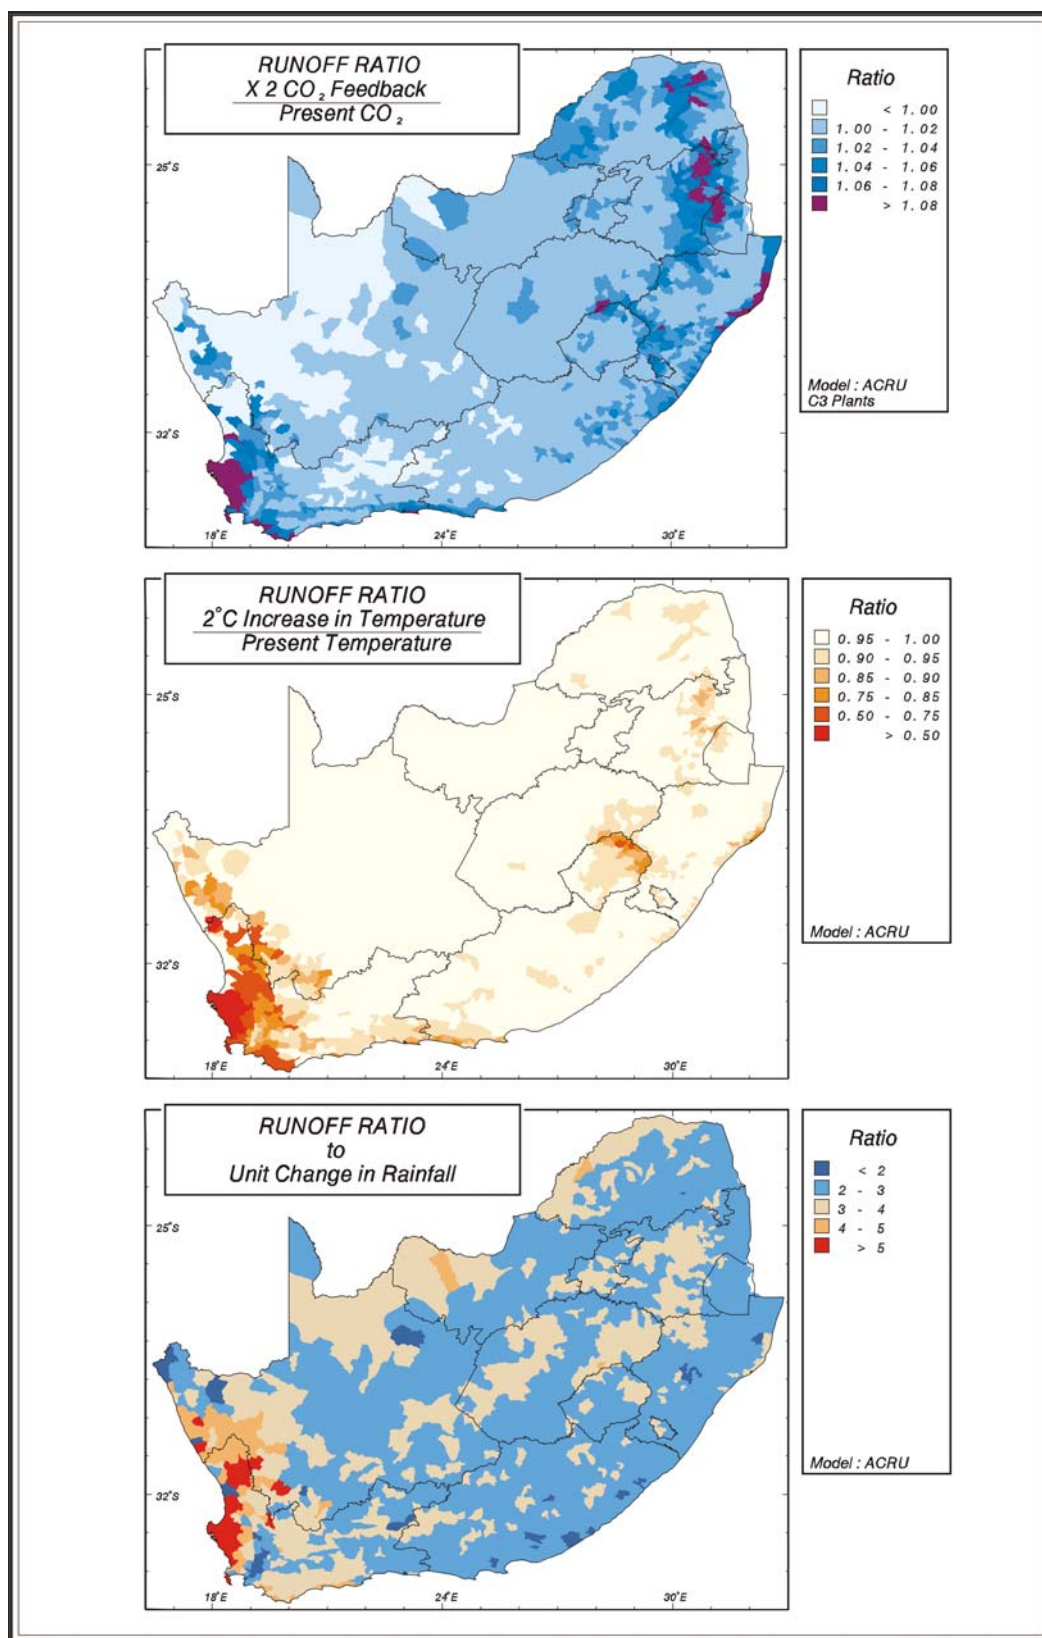 RUNOFF RATIO
X 2 CO₂ Feedback
Present CO₂
Ratio
< 1.00
1.00 - 1.02
1.02 - 1.04
1.04 - 1.06
1.06 - 1.08
> 1.08
Model : ACRU
C3 Plants
25°S
32°S
18°E
24°E
30°E
RUNOFF RATIO
2°C Increase in Temperature
Present Temperature
Ratio
0.95 - 1.00
0.90 - 0.95
0.85 - 0.90
0.75 - 0.85
0.50 - 0.75
> 0.50
Model : ACRU
25°S
32°S
18°E
24°E
30°E
RUNOFF RATIO
to
Unit Change in Rainfall
Ratio
< 2
2 - 3
3 - 4
4 - 5
> 5
Model : ACRU
25°S
32°S
18°E
24°E
30°E